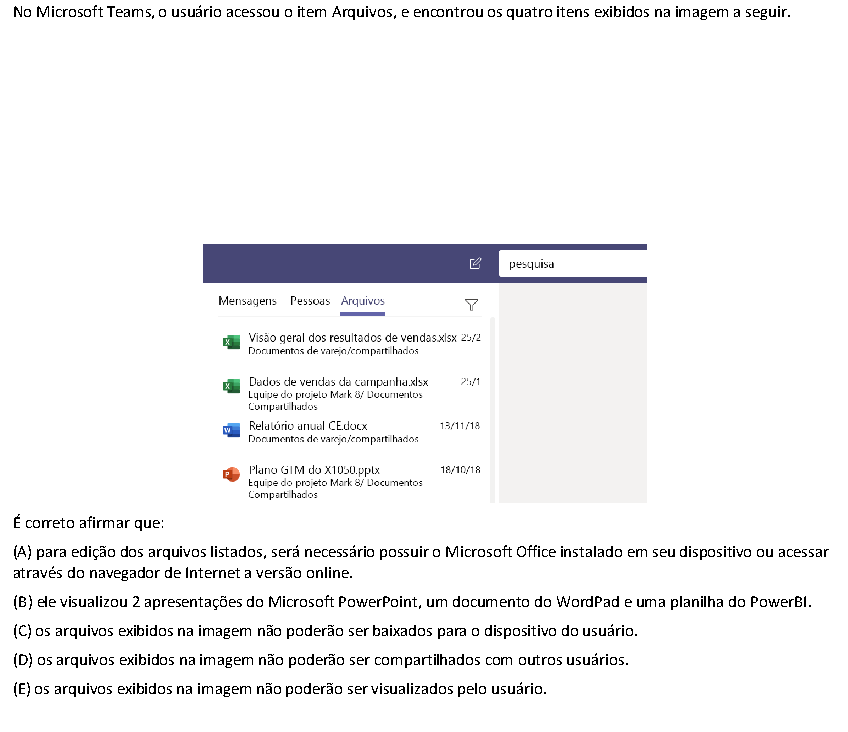 No Microsoft Teams, o usuário acessou o item Arquivos, e encontrou os quatro itens exibidos na imagem a seguir.
pesquisa
Mensagens Pessoas Arquivos
Visão geral dos resultados de vendas.xlsx 25/2
Documentos de varejo/compartilhados
Dados de vendas da campanha.xlsx 25/1
Equipe do projeto Mark 8/ Documentos
Compartilhados
Relatório anual CE.docx 13/11/18
Documentos de varejo/compartilhados
Plano GTM do X1050.pptx 18/10/18
Equipe do projeto Mark 8/ Documentos
Compartilhados
É correto afirmar que:
(A) para edição dos arquivos listados, será necessário possuir o Microsoft Office instalado em seu dispositivo ou acessar
através do navegador de Internet a versão online.
(B) ele visualizou 2 apresentações do Microsoft PowerPoint, um documento do WordPad e uma planilha do PowerBI.
(C) os arquivos exibidos na imagem não poderão ser baixados para o dispositivo do usuário.
(D) os arquivos exibidos na imagem não poderão ser compartilhados com outros usuários.
(E) os arquivos exibidos na imagem não poderão ser visualizados pelo usuário.